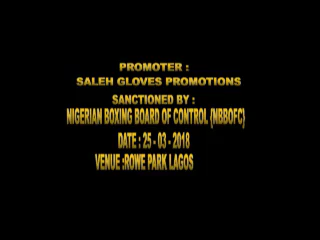 PROMOTER :
SALEH GLOVES PROMOTIONS
SANCTIONED BY :
NIGERIAN BOXING BOARD OF CONTROL {NBBOFC}
DATE : 25 - 03 - 2018
VENUE :ROWE PARK LAGOS